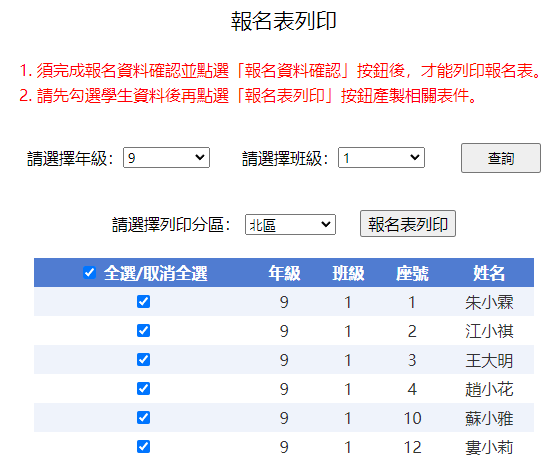 報名表列印
1. 須完成報名資料確認並點選「報名資料確認」按鈕後，才能列印報名表。
2. 請先勾選學生資料後再點選「報名表列印」按鈕產製相關表件。
請選擇年級： 9 請選擇班級： 1 查詢
請選擇列印分區： 北區 報名表列印
全選/取消全選 年級 班級 座號 姓名
9 1 1 朱小霖
9 1 2 江小祺
9 1 3 王大明
9 1 4 趙小花
9 1 10 蘇小雅
9 1 12 婁小莉